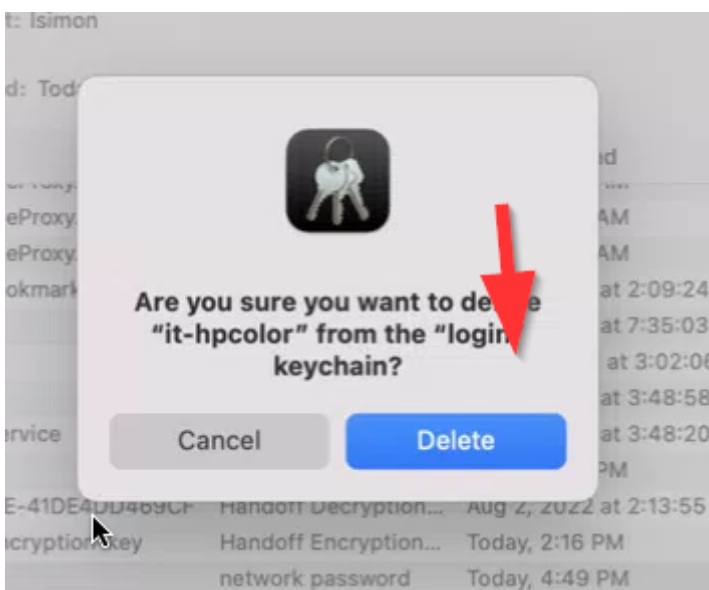 t: lsimon
d: Tod
ed
eProxy
AM
eProxy
AM
okmark
at 2:09:24
Are you sure you want to de
“it-hpcolor” from the “login
keychain?
at 7:35:03
at 3:02:06
at 3:48:58
ervice
Cancel
Delete
at 3:48:20
PM
E-41DE4DD469CF Handoff Decryption... Aug 2, 2022 at 2:13:55
ncryption Key Handoff Encryption... Today, 2:16 PM
network password Today, 4:49 PM